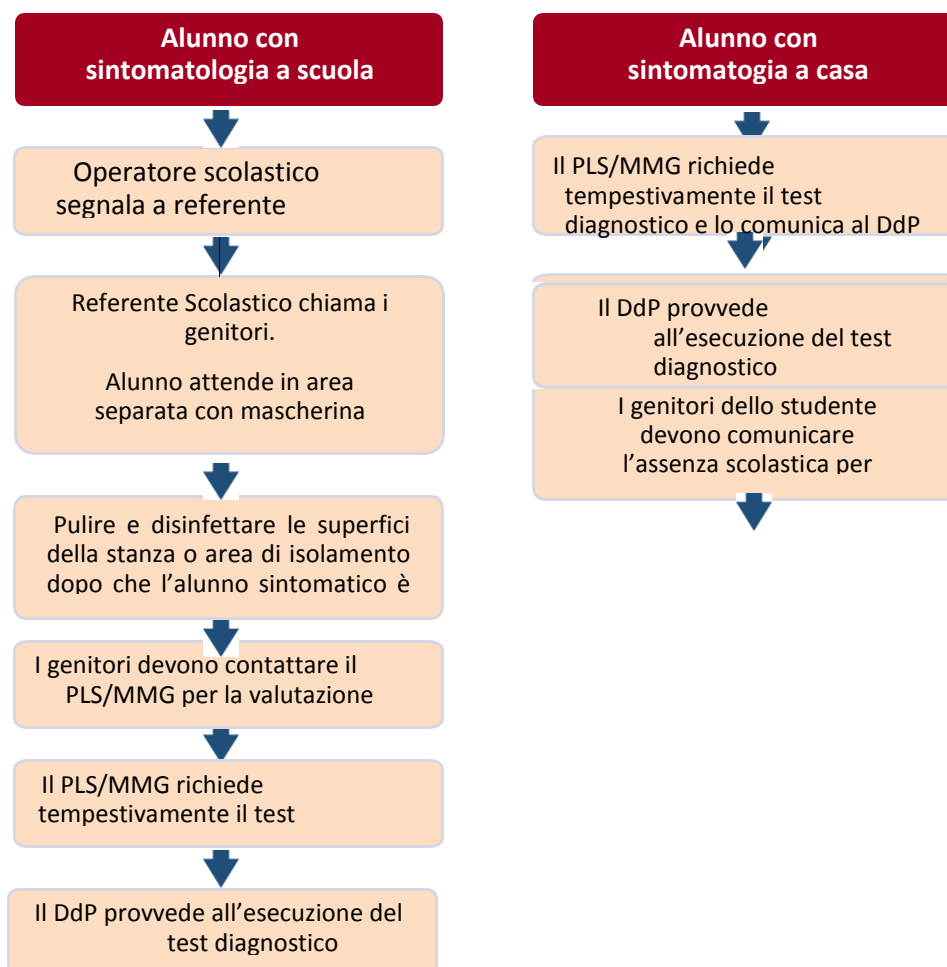 Alunno con
sintomatologia a scuola
Operatore scolastico
segnala a referente
Referente Scolastico chiama i
genitori.
Alunno attende in area
separata con mascherina
Pulire e disinfettare le superfici
della stanza o area di isolamento
dopo che l’alunno sintomatico è
I genitori devono contattare il
PLS/MMG per la valutazione
Il PLS/MMG richiede
tempestivamente il test
Il DdP provvede all’esecuzione del
test diagnostico
Alunno con
sintomatogia a casa
Il PLS/MMG richiede
tempestivamente il test
diagnostico e lo comunica al DdP
Il DdP provvede
all’esecuzione del test
diagnostico
I genitori dello studente
devono comunicare
l’assenza scolastica per